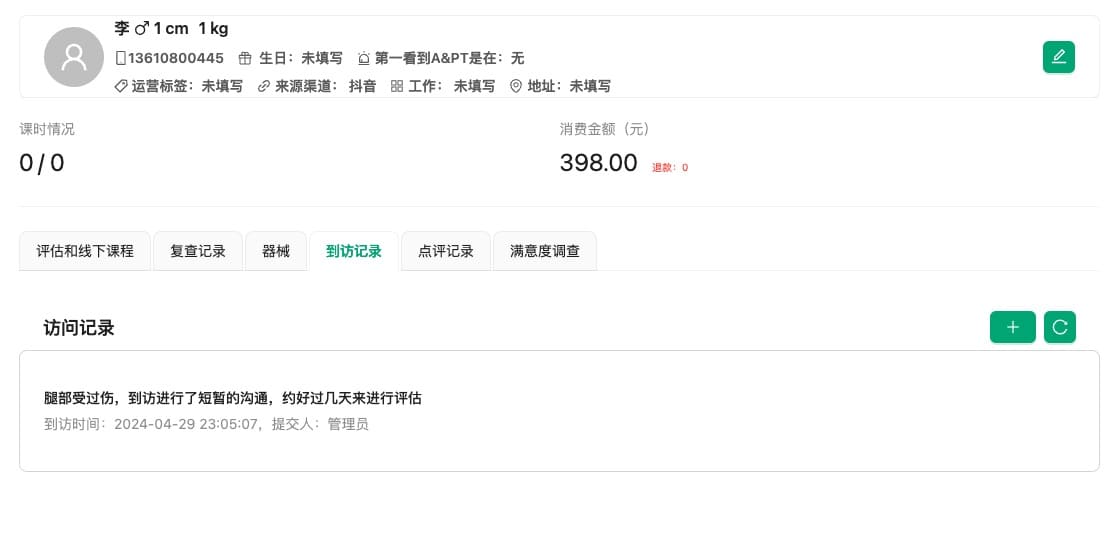 李 ♂ 1 cm 1 kg
13610800445 生日：未填写 第一看到A&PT是在：无
运营标签：未填写 来源渠道： 抖音 工作： 未填写 地址：未填写
课时情况 消费金额（元）
0 / 0 398.00 退款：0
评估和线下课程 复查记录 器械 到访记录 点评记录 满意度调查
访问记录
腿部受过伤，到访进行了短暂的沟通，约好过几天来进行评估
到访时间：2024-04-29 23:05:07，提交人：管理员